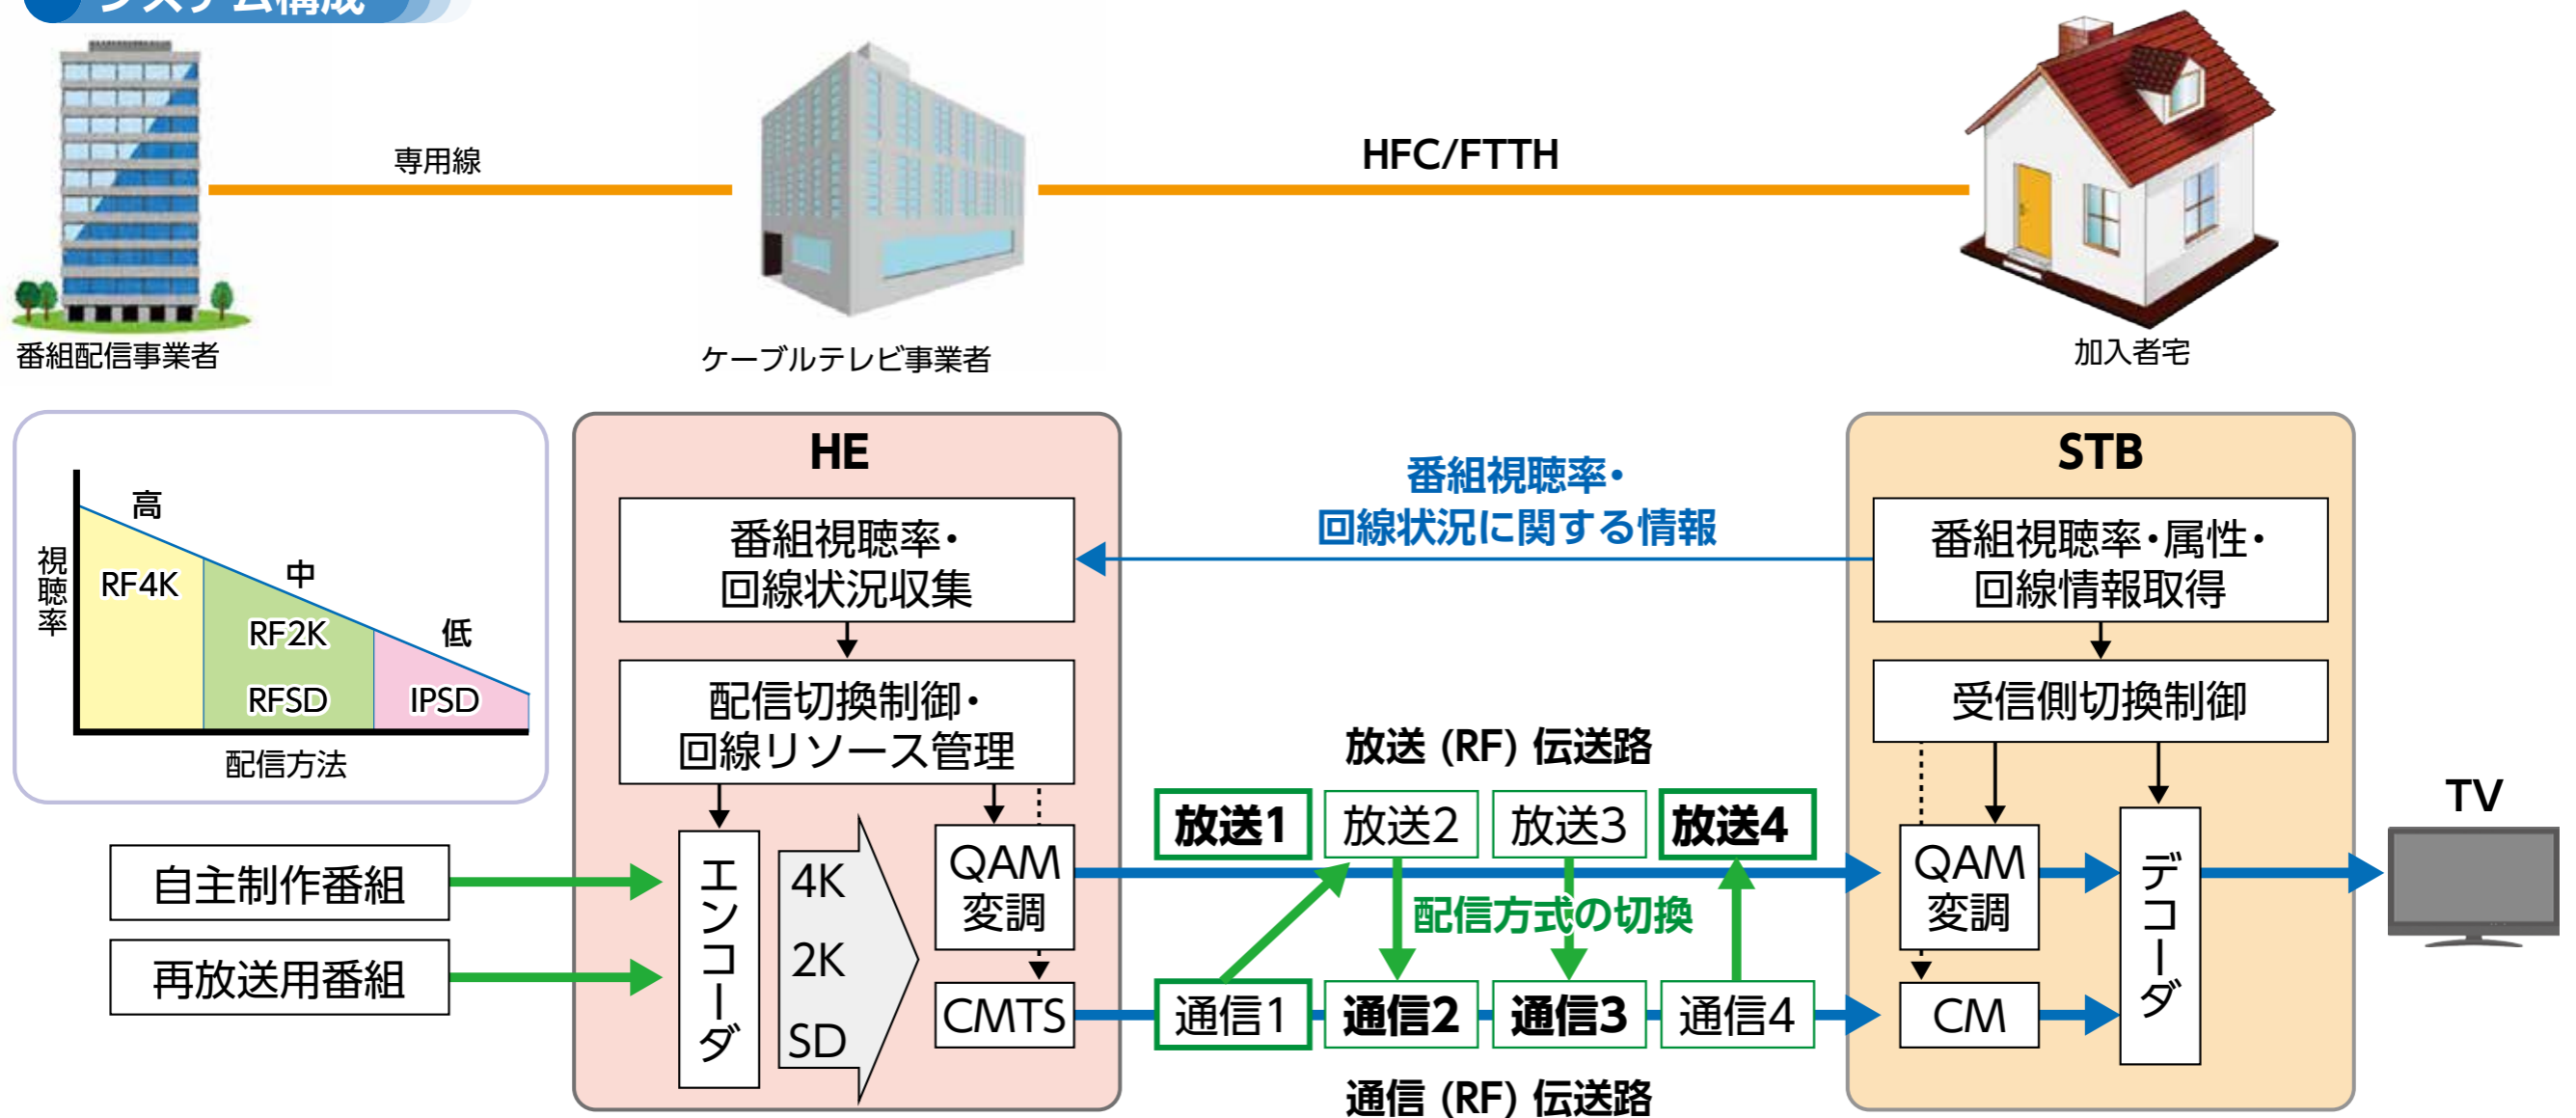 システム構成
専用線
HFC/FTTH
番組配信事業者
ケーブルテレビ事業者
加入者宅
視聴率
高
中
低
RF4K
RF2K
RFSD
IPSD
配信方法
HE
番組視聴率・
回線状況収集
配信切換制御・
回線リソース管理
自主制作番組
再放送用番組
エンコーダ
4K
2K
SD
QAM
変調
CMTS
番組視聴率・
回線状況に関する情報
放送 (RF) 伝送路
放送1
放送2
放送3
放送4
配信方式の切換
通信1
通信2
通信3
通信4
通信 (RF) 伝送路
STB
番組視聴率・属性・
回線情報取得
受信側切換制御
QAM
変調
CM
デコーダ
TV